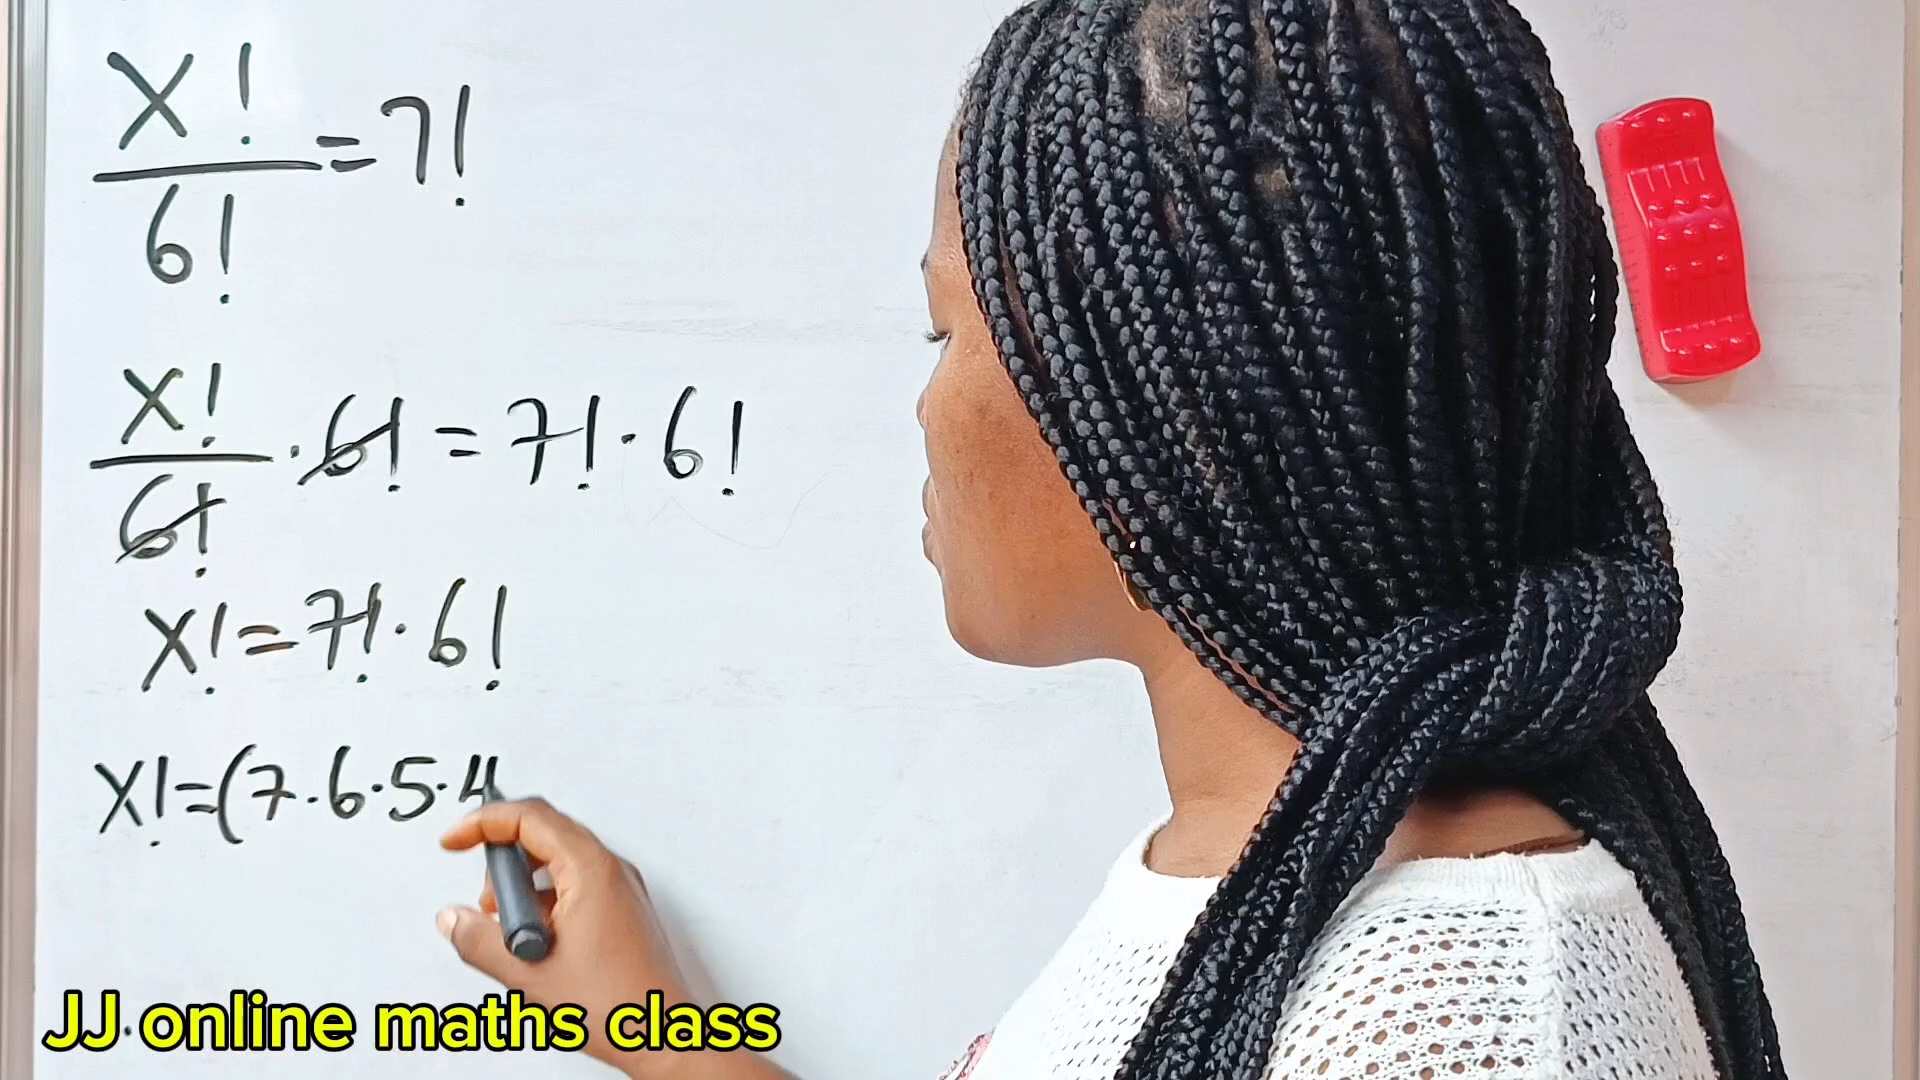 x!/6! = 7!
x!/6! · 6! = 7! · 6!
x! = 7! · 6!
x! = (7 · 6 · 5 · 4
JJ online maths class